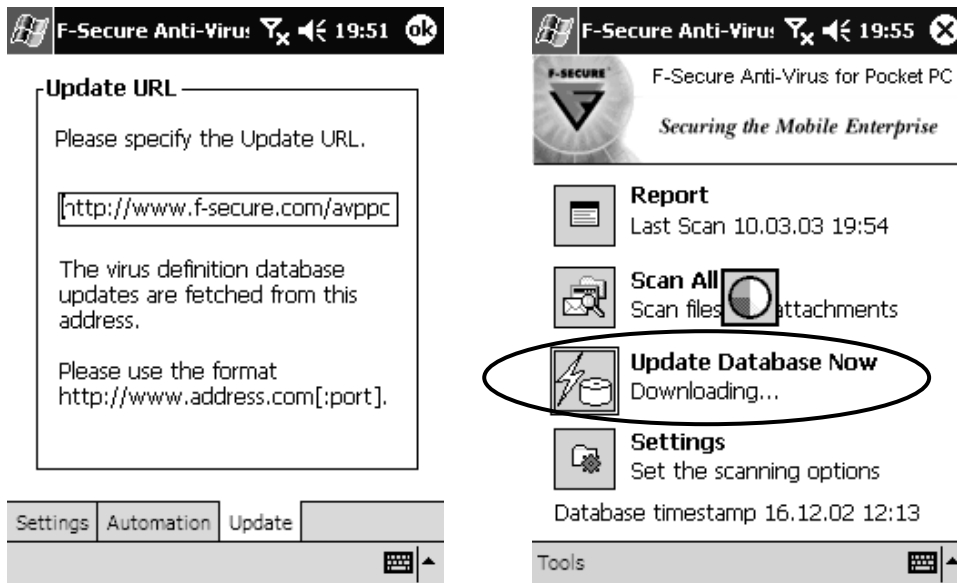 F-Secure Anti-Viru: 19:51 ok
Update URL
Please specify the Update URL.
http://www.f-secure.com/avppc
The virus definition database
updates are fetched from this
address.
Please use the format
http://www.address.com[:port].
Settings Automation Update
F-Secure Anti-Viru: 19:55
F-SECURE
F-Secure Anti-Virus for Pocket PC
Securing the Mobile Enterprise
Report
Last Scan 10.03.03 19:54
Scan All
Scan files ttachments
Update Database Now
Downloading...
Settings
Set the scanning options
Database timestamp 16.12.02 12:13
Tools